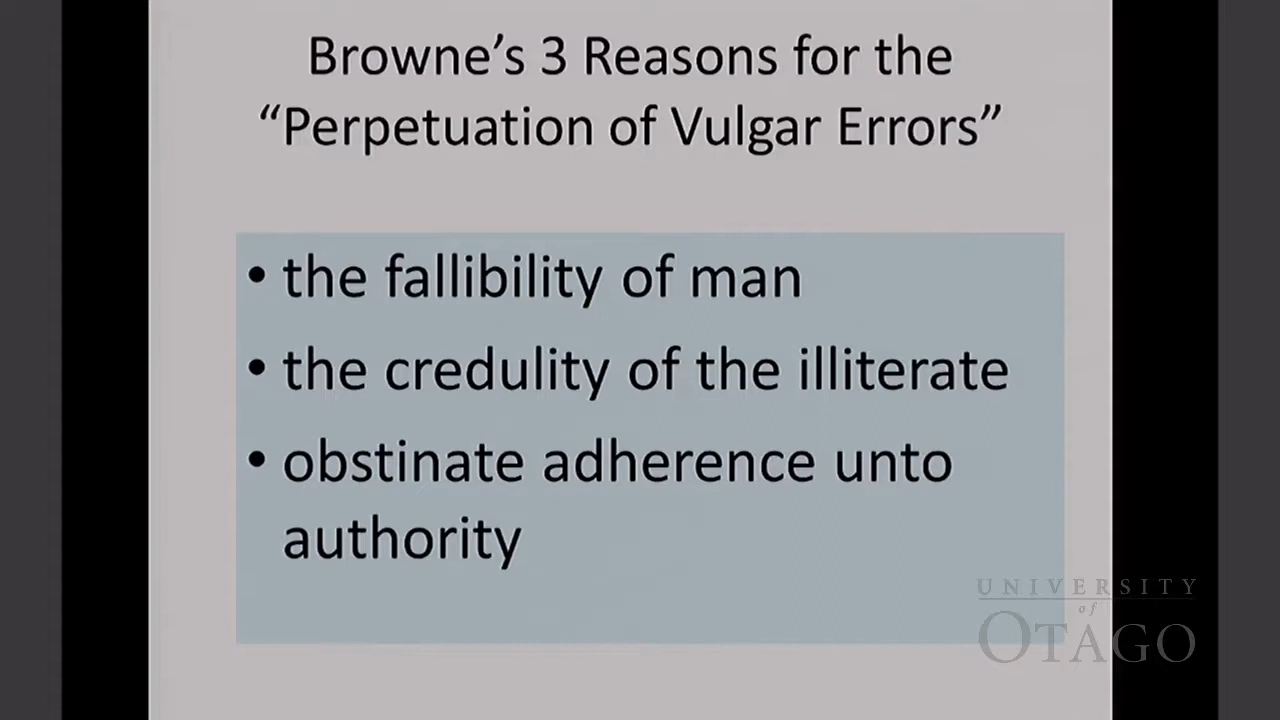 Browne’s 3 Reasons for the
“Perpetuation of Vulgar Errors”
• the fallibility of man
• the credulity of the illiterate
• obstinate adherence unto
authority
UNIVERSITY
of
OTAGO